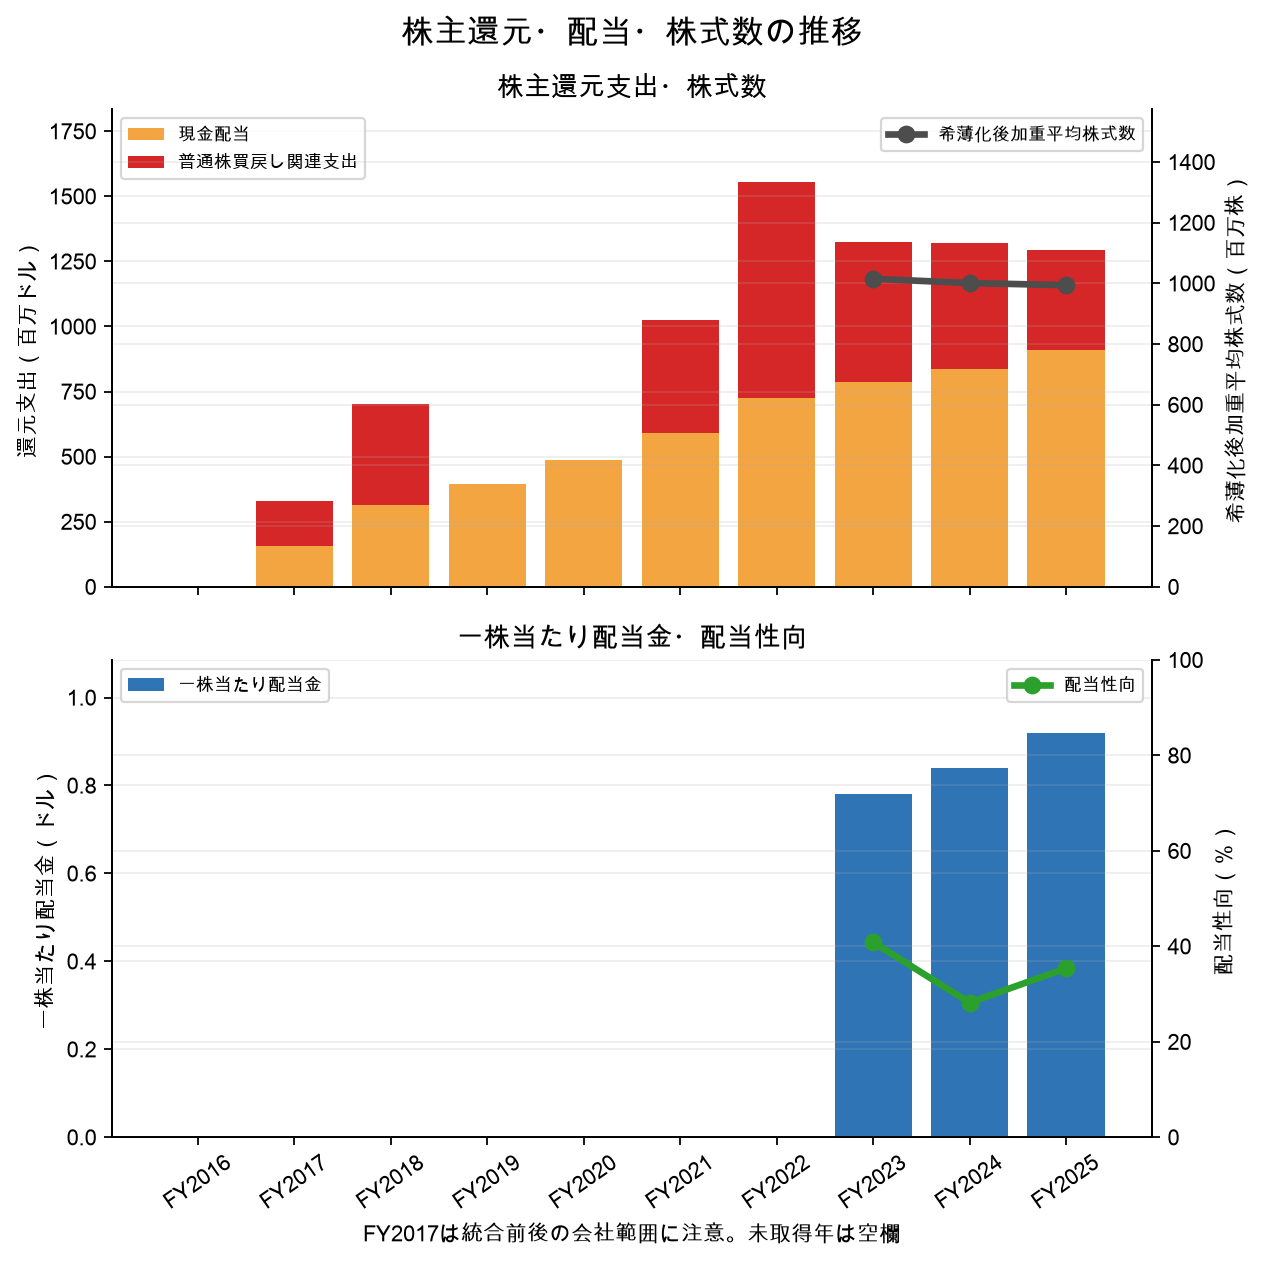 株主還元・配当・株式数の推移
株主還元支出・株式数
現金配当
普通株買戻し関連支出
希薄化後加重平均株式数
還元支出(百万ドル)
1750
1500
1250
1000
750
500
250
0
1400
1200
1000
800
600
400
200
0
希薄化後加重平均株式数(百万株)
一株当たり配当金・配当性向
一株当たり配当金
配当性向
一株当たり配当金(ドル)
1.0
0.8
0.6
0.4
0.2
0.0
100
80
60
40
20
0
配当性向(%)
FY2016
FY2017
FY2018
FY2019
FY2020
FY2021
FY2022
FY2023
FY2024
FY2025
FY2017は統合前後の会社範囲に注意。未取得年は空欄